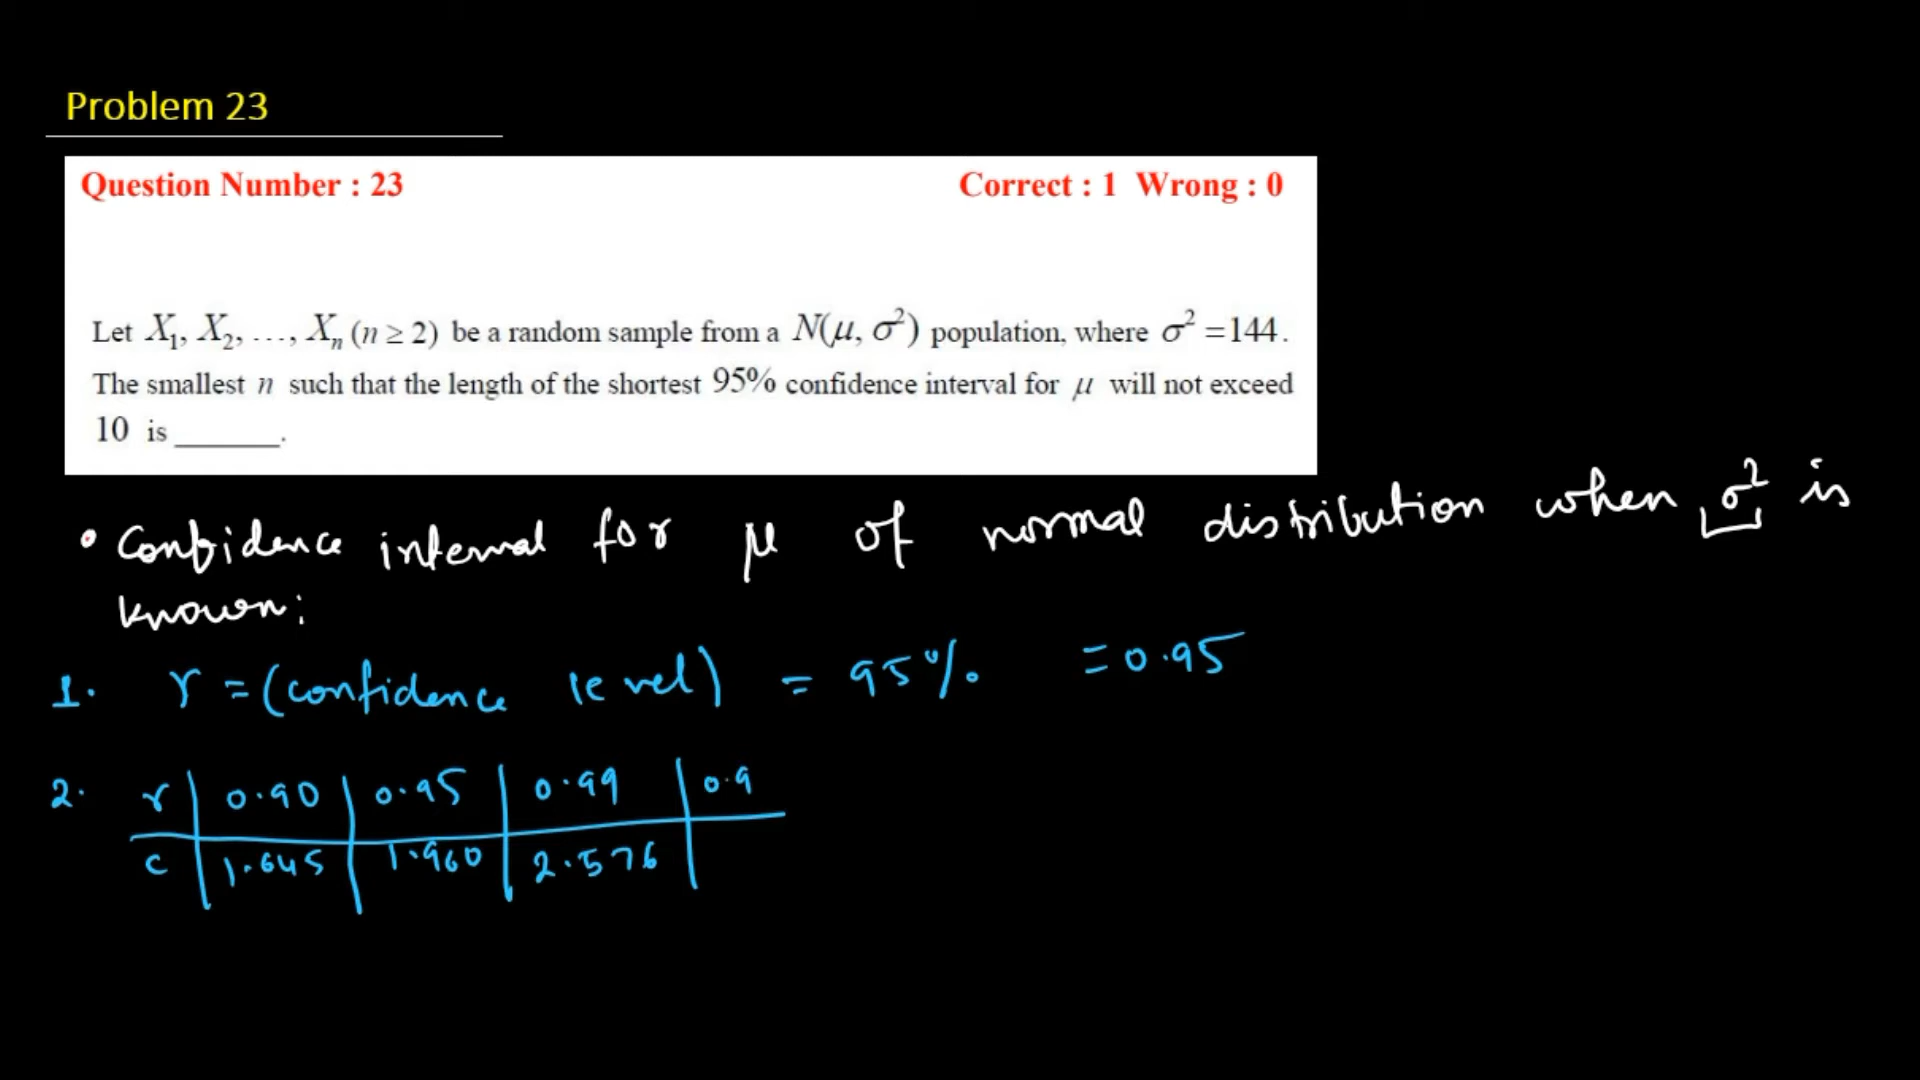 Problem 23
Question Number : 23 Correct : 1 Wrong : 0
Let X₁, X₂, ..., Xₙ (n ≥ 2) be a random sample from a N(μ, σ²) population, where σ² = 144.
The smallest n such that the length of the shortest 95% confidence interval for μ will not exceed
10 is ______.
• Confidence interval for μ of normal distribution when σ² is
known:
1. γ = (confidence level) = 95% = 0.95
2. γ | 0.90 | 0.95 | 0.99 | 0.9
c | 1.645 | 1.960 | 2.576 |